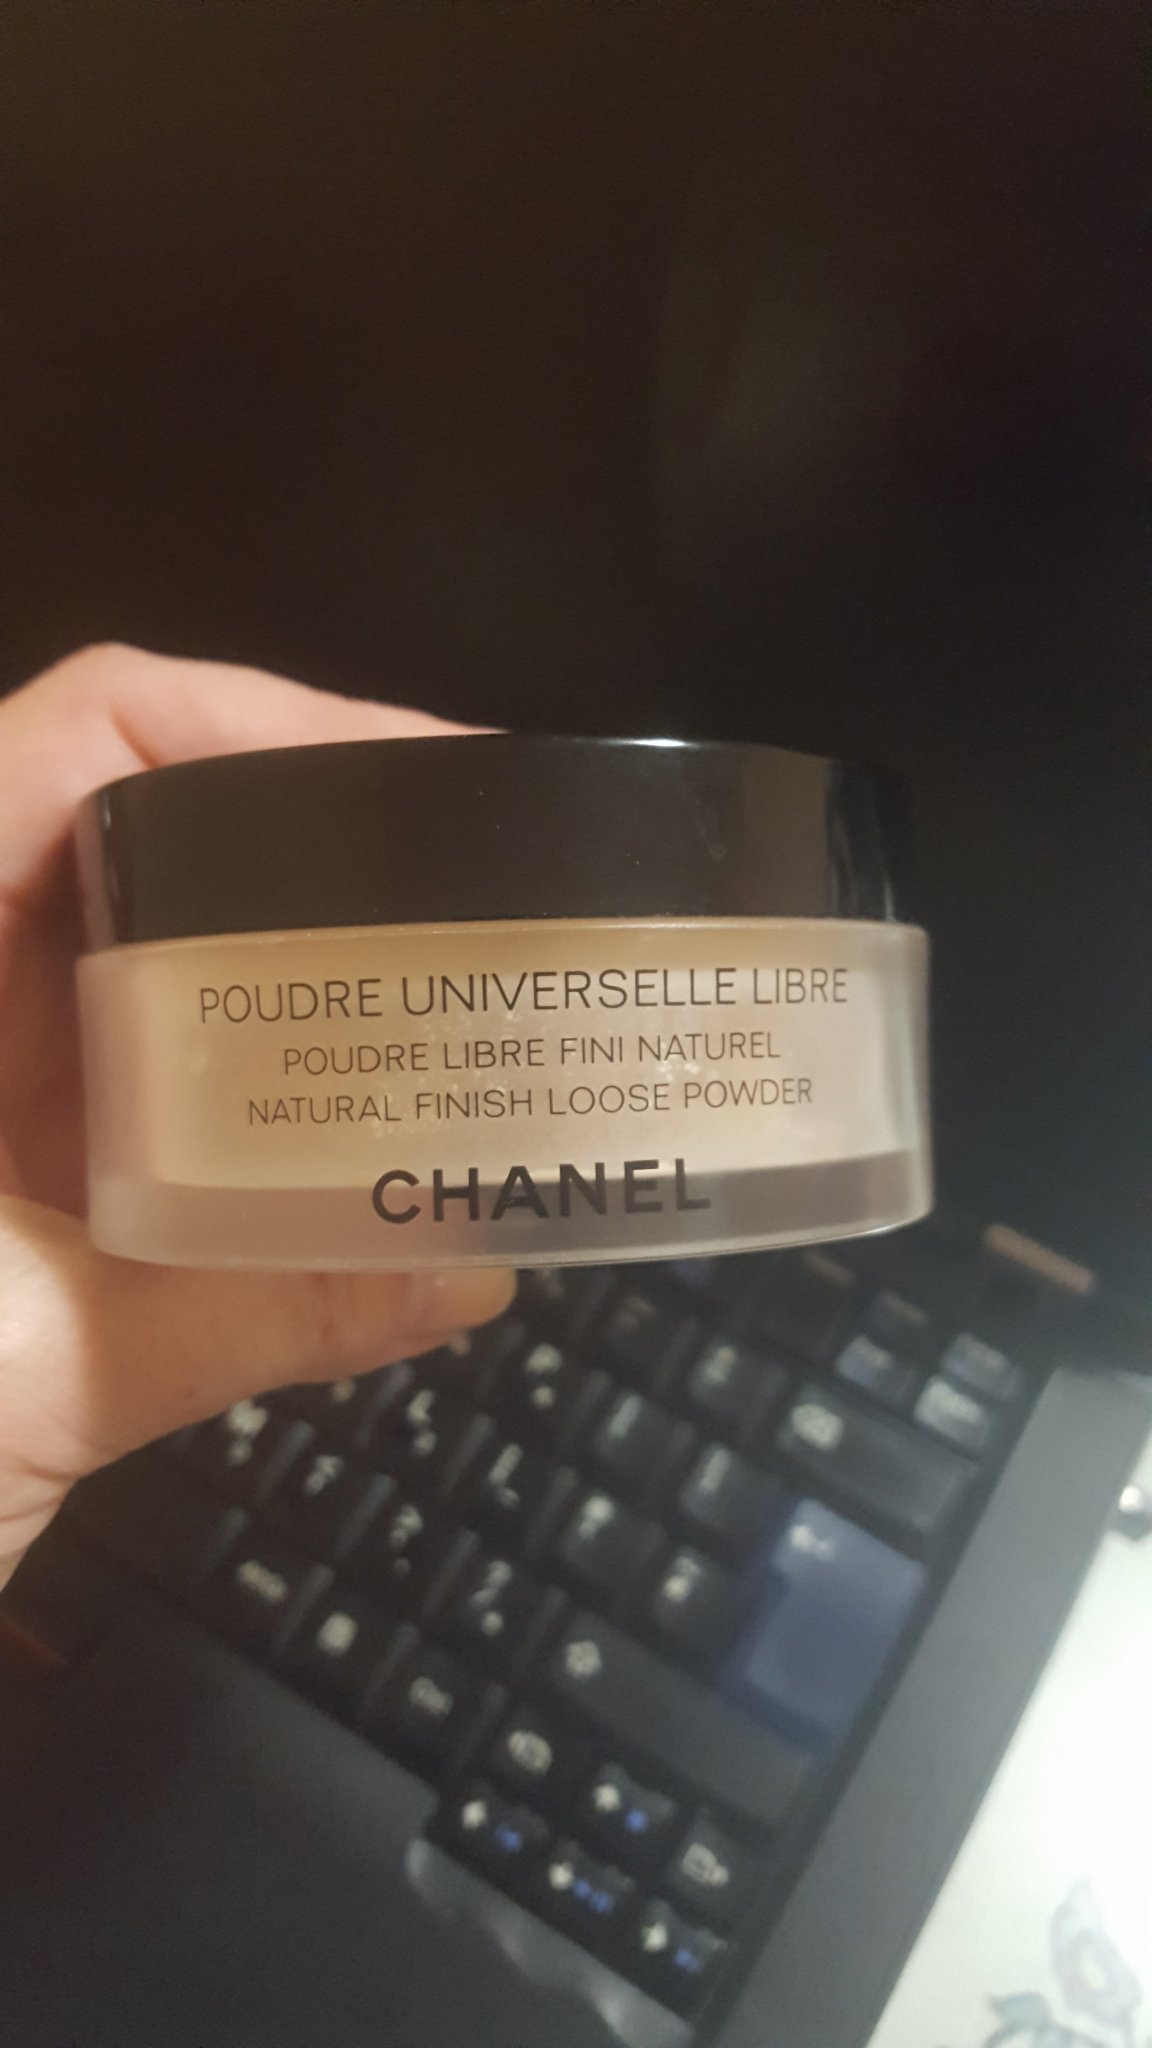 POUDRE UNIVERSELLE LIBRE
POUDRE LIBRE FINI NATUREL
NATURAL FINISH LOOSE POWDER
CHANEL